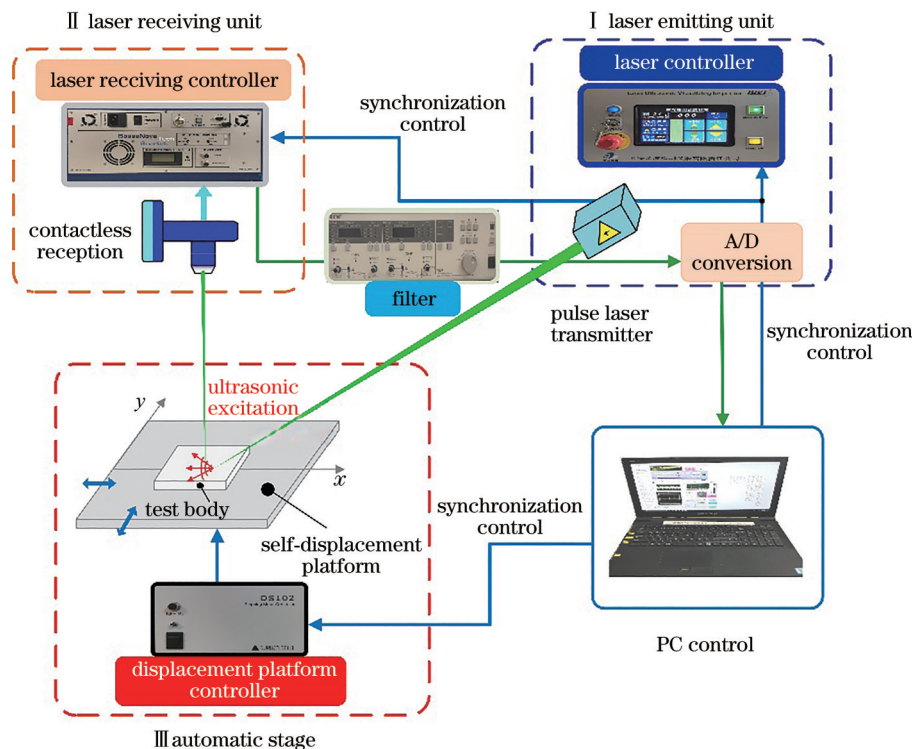 Ⅱ laser receiving unit
Ⅰ laser emitting unit
laser recciving controller
laser controller
synchronization
control
contactless
reception
filter
A/D
conversion
pulse laser
transmitter
synchronization
control
ultrasonic
excitation
y
x
test body
self-displacement
platform
synchronization
control
DS102
displacement platform
controller
PC control
Ⅲ automatic stage